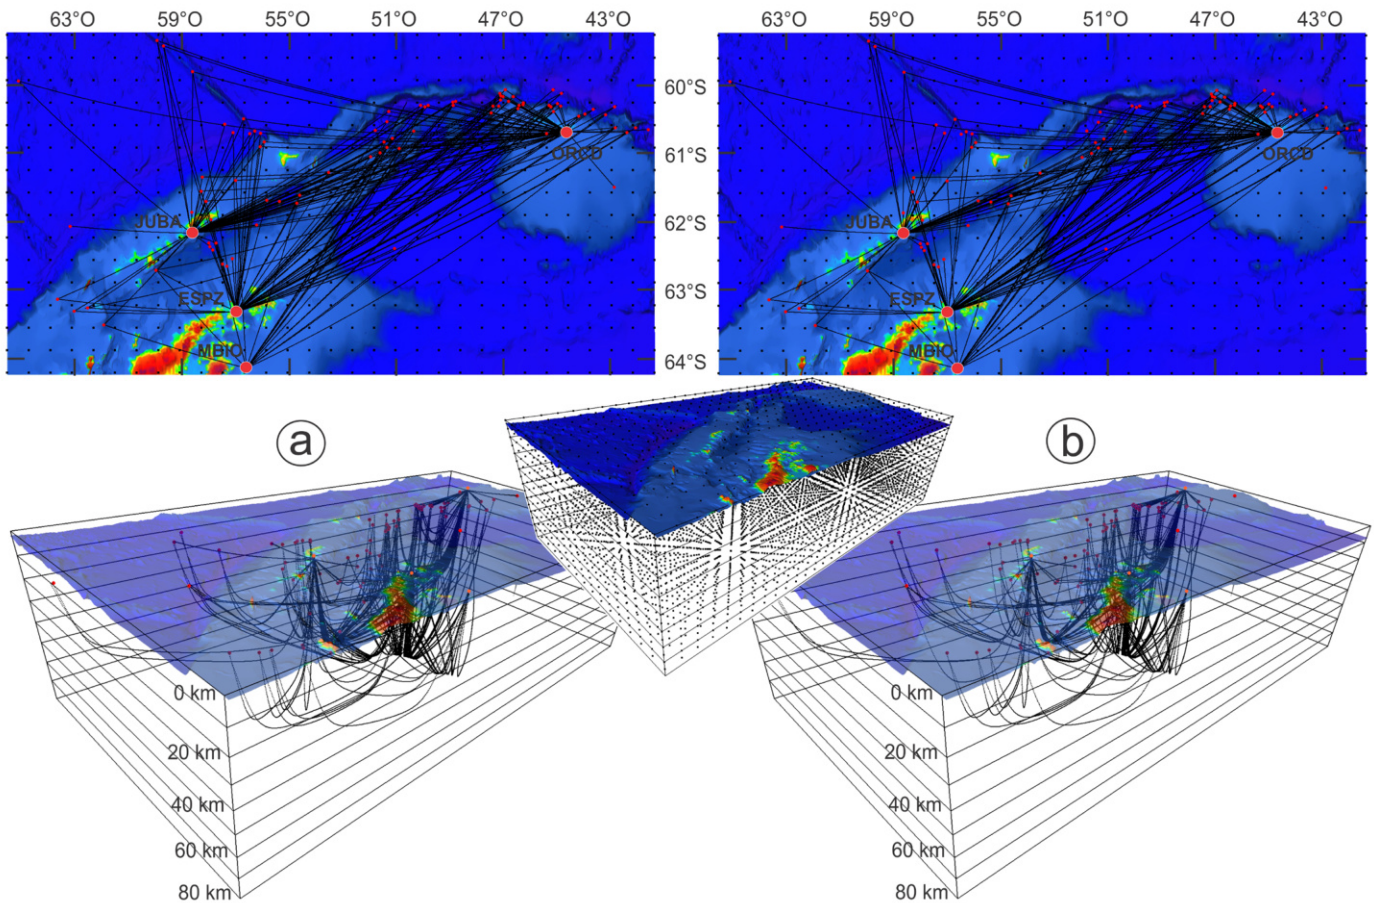 63°O 59°O 55°O 51°O 47°O 43°O 63°O 59°O 55°O 51°O 47°O 43°O
60°S
ORCD ORCD
61°S
JUBA JUBA
62°S
ESPZ ESPZ
63°S
MBIO MBIO
64°S
a b
0 km 0 km
20 km 20 km
40 km 40 km
60 km 60 km
80 km 80 km